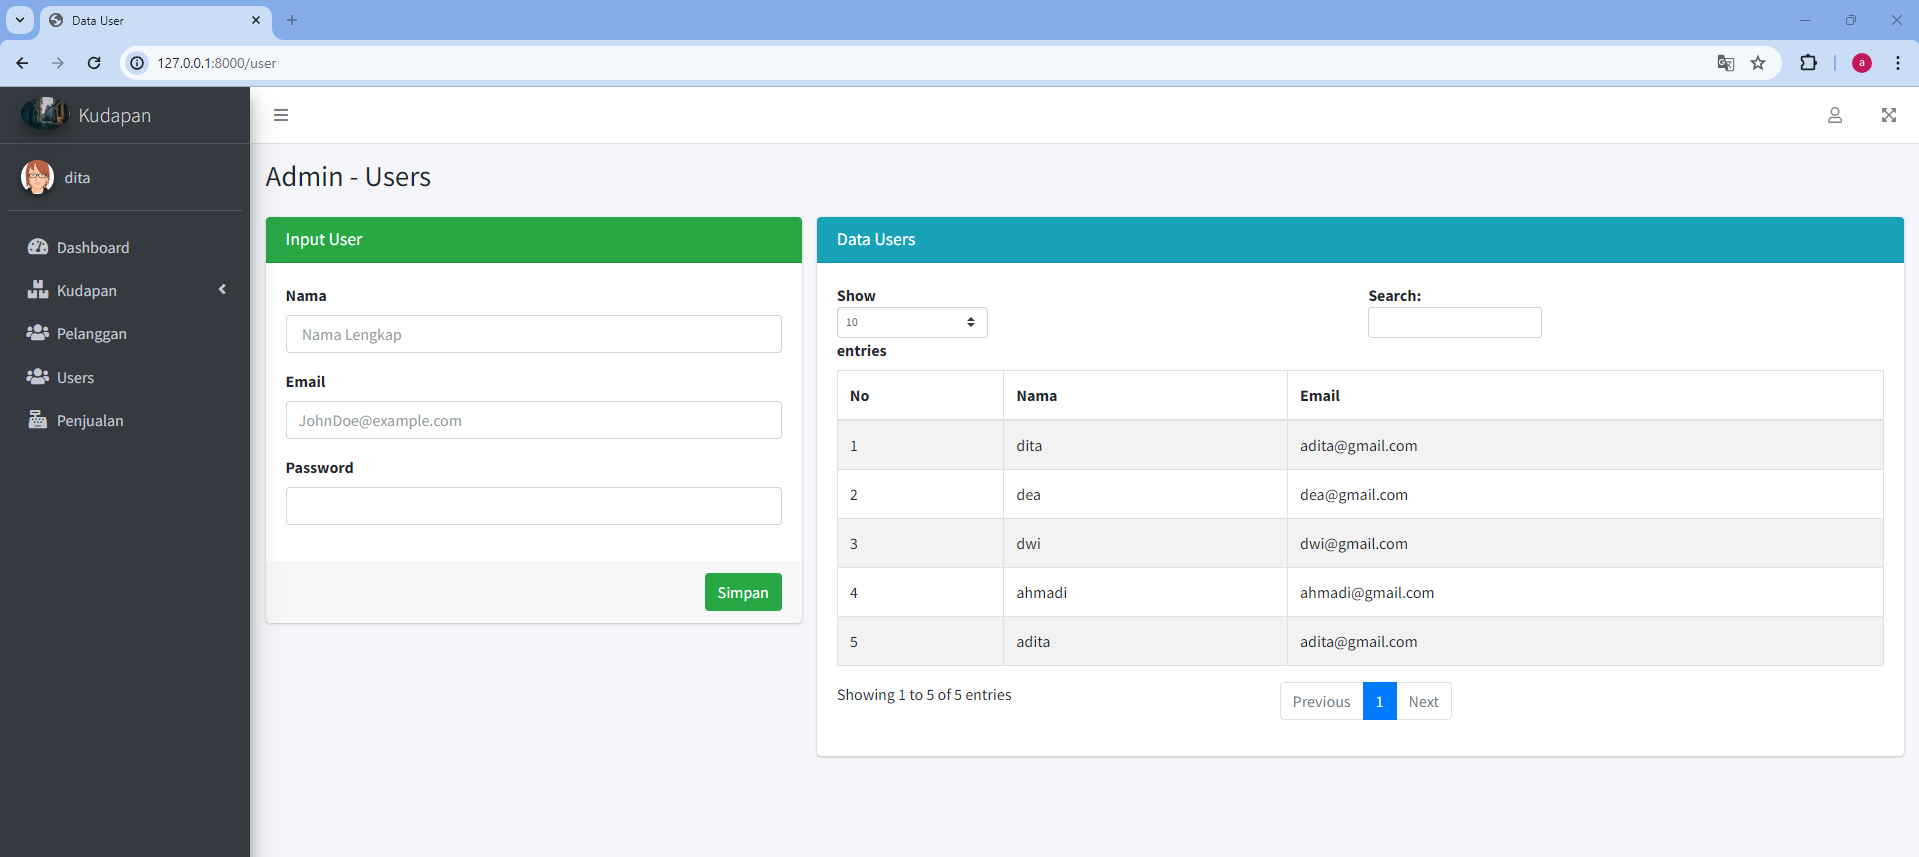 Data User
127.0.0.1:8000/user
a
Kudapan
dita
Dashboard
Kudapan
Pelanggan
Users
Penjualan
Admin - Users
Input User
Nama
Nama Lengkap
Email
JohnDoe@example.com
Password
Simpan
Data Users
Show
10
entries
Search:
No Nama Email
1 dita adita@gmail.com
2 dea dea@gmail.com
3 dwi dwi@gmail.com
4 ahmadi ahmadi@gmail.com
5 adita adita@gmail.com
Showing 1 to 5 of 5 entries
Previous 1 Next